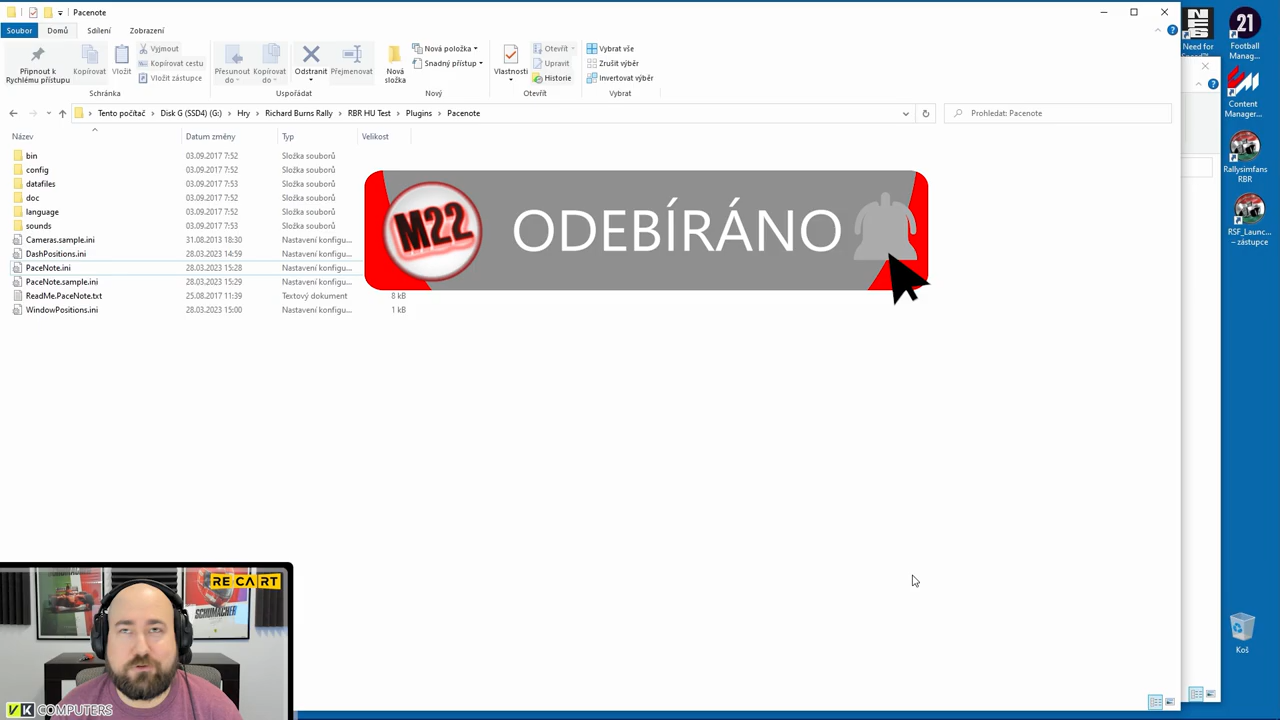 Pacenote
Soubor Domů Sdílení Zobrazení
Připnout k Rychlému přístupu
Kopírovat
Vložit
Vyjmout
Kopírovat cestu
Vložit zástupce
Schránka
Přesunout do
Kopírovat do
Odstranit
Přejmenovat
Uspořádat
Nová složka
Nová položka
Snadný přístup
Nový
Vlastnosti
Otevřít
Upravit
Historie
Otevřít
Vybrat vše
Zrušit výběr
Invertovat výběr
Vybrat
Tento počítač > Disk G (SSD4) (G:) > Hry > Richard Burns Rally > RBR HU Test > Plugins > Pacenote
Prohledat: Pacenote
Název Datum změny Typ Velikost
bin 03.09.2017 7:52 Složka souborů
config 03.09.2017 7:52 Složka souborů
datafiles 03.09.2017 7:53 Složka souborů
doc 03.09.2017 7:52 Složka souborů
language 03.09.2017 7:52 Složka souborů
sounds 03.09.2017 7:53 Složka souborů
Cameras.sample.ini 31.08.2013 18:30 Nastavení konfigu...
DashPositions.ini 28.03.2023 14:59 Nastavení konfigu...
PaceNote.ini 28.03.2023 15:28 Nastavení konfigu...
PaceNote.sample.ini 28.03.2023 15:29 Nastavení konfigu...
ReadMe.PaceNote.txt 25.08.2017 11:39 Textový dokument 8 kB
WindowPositions.ini 28.03.2023 15:00 Nastavení konfigu... 1 kB
M22
ODEBÍRÁNO
NFS
Need for
21
Football Manag...
Content Manager...
Rallysimfans RBR
RSF_Launc... – zástupce
Koš
RE CART
SCHUMACHER
VK COMPUTERS